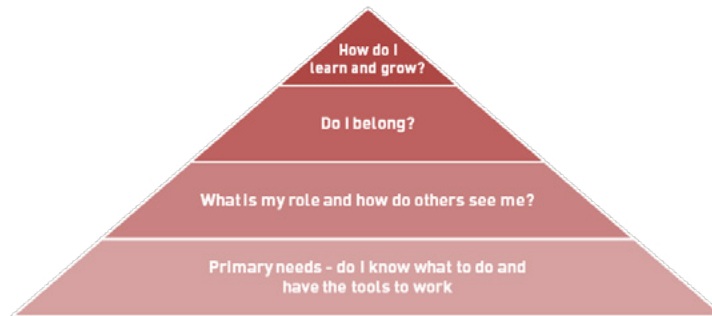 How do I
learn and grow?
Do I belong?
What is my role and how do others see me?
Primary needs - do I know what to do and
have the tools to work